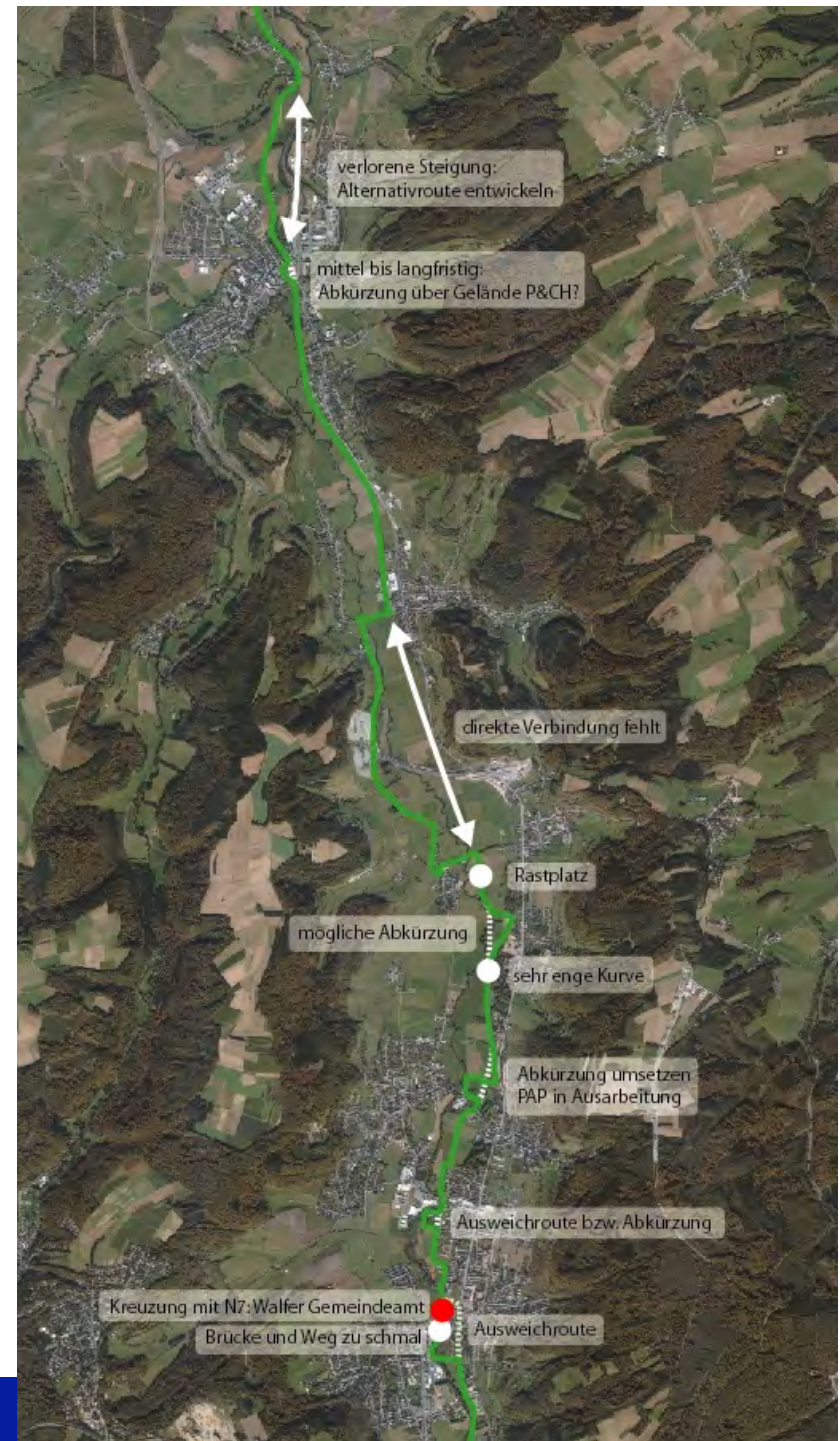 verlorene Steigung:
Alternativroute entwickeln
mittel bis langfristig:
Abkürzung über Gelände P&CH?
direkte Verbindung fehlt
Rastplatz
mögliche Abkürzung
sehr enge Kurve
Abkürzung umsetzen
PAP in Ausarbeitung
Ausweichroute bzw. Abkürzung
Kreuzung mit N7: Walfer Gemeindeamt
Brücke und Weg zu schmal
Ausweichroute